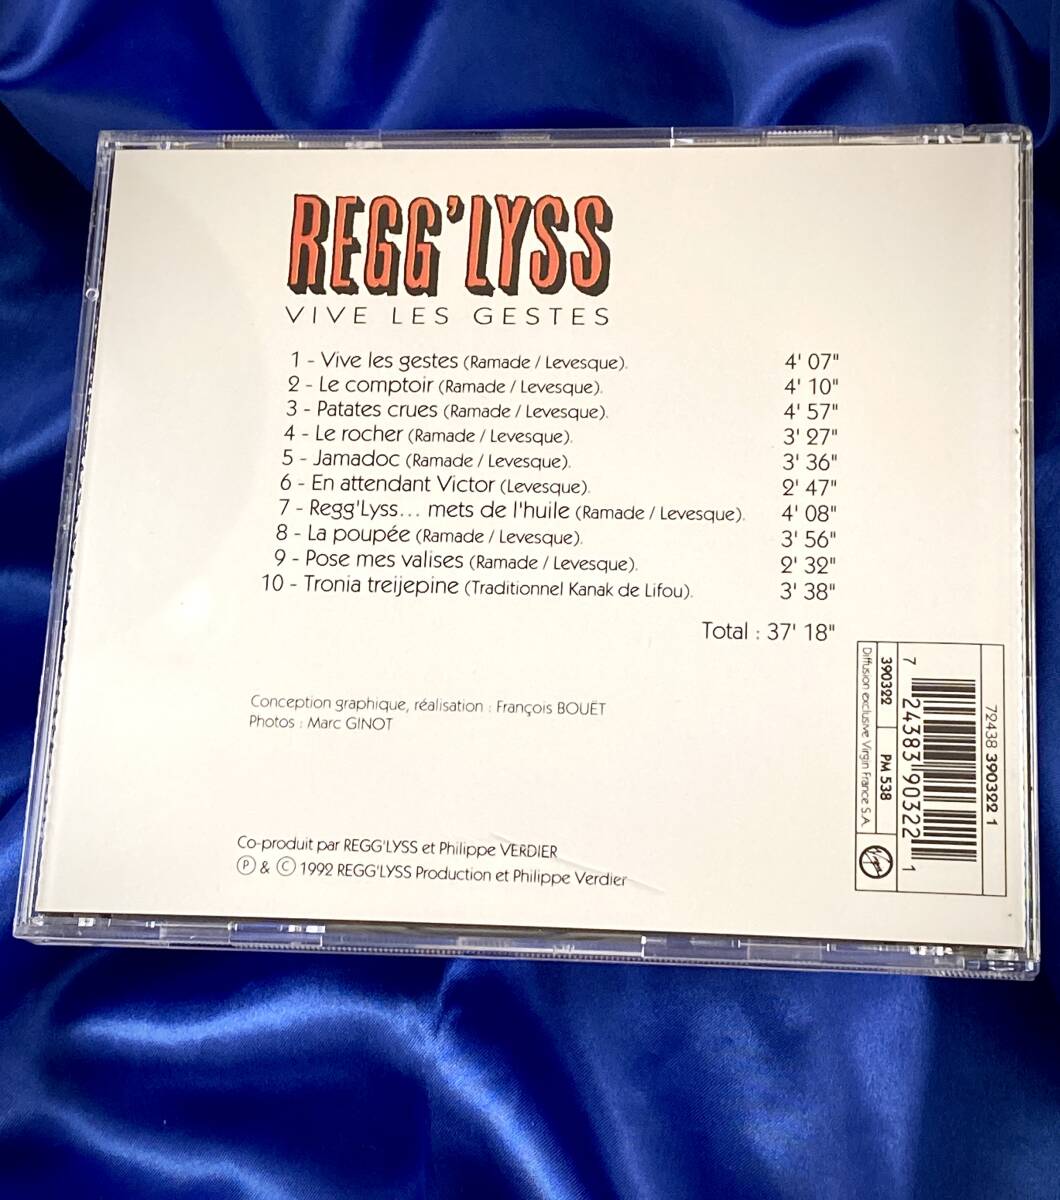 REGG'LYSS
VIVE LES GESTES
1 - Vive les gestes (Ramade / Levesque). 4' 07"
2 - Le comptoir (Ramade / Levesque). 4' 10"
3 - Patates crues (Ramade / Levesque). 4' 57"
4 - Le rocher (Ramade / Levesque). 3' 27"
5 - Jamadoc (Ramade / Levesque). 3' 36"
6 - En attendant Victor (Levesque). 2' 47"
7 - Regg'Lyss... mets de l'huile (Ramade / Levesque). 4' 08"
8 - La poupée (Ramade / Levesque). 3' 56"
9 - Pose mes valises (Ramade / Levesque). 2' 32"
10 - Tronia treijepine (Traditionnel Kanak de Lifou). 3' 38"
Total : 37' 18"
Conception graphique, réalisation : François BOUËT
Photos : Marc GINOT
Co-produit par REGG'LYSS et Philippe VERDIER
Ⓟ & © 1992 REGG'LYSS Production et Philippe Verdier
72438 390322 1
7 24383 90322 1
390322 PM 538
Diffusion exclusive Virgin France S.A.
Virgin